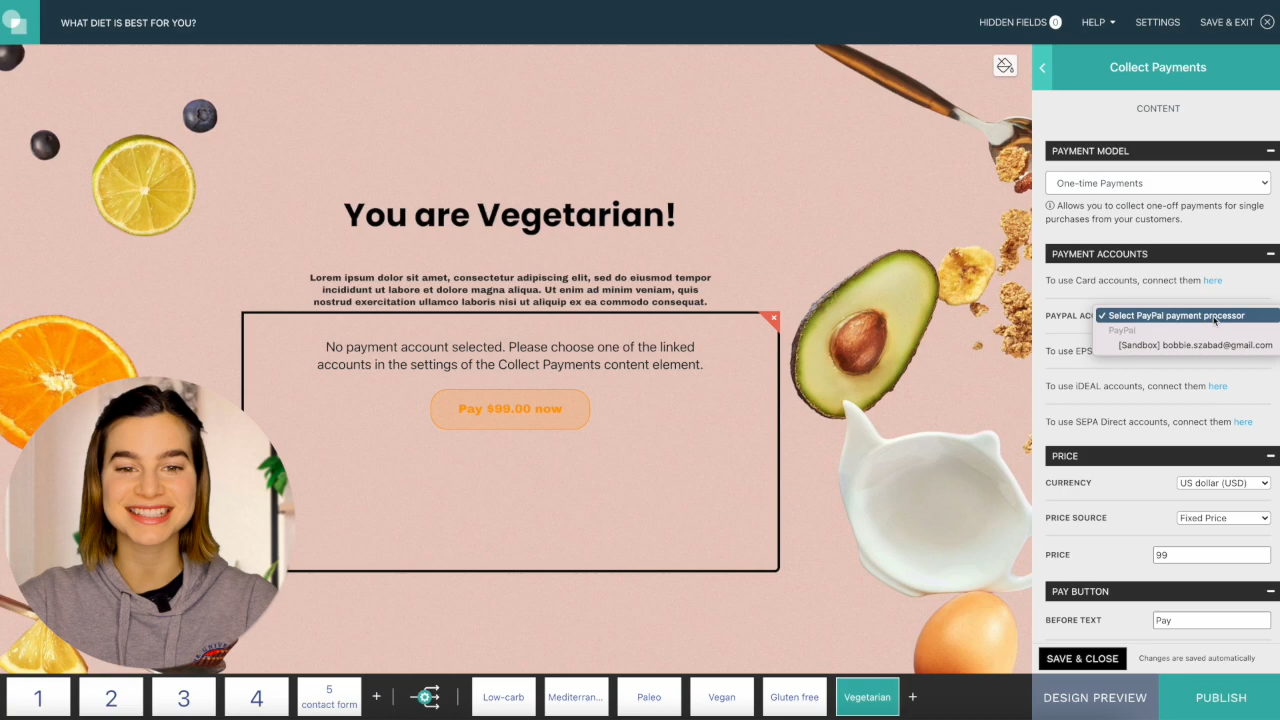 WHAT DIET IS BEST FOR YOU?
HIDDEN FIELDS 0
HELP
SETTINGS
SAVE & EXIT
Collect Payments
CONTENT
PAYMENT MODEL
One-time Payments
Allows you to collect one-off payments for single
purchases from your customers.
PAYMENT ACCOUNTS
To use Card accounts, connect them here
PAYPAL AC
Select PayPal payment processor
PayPal
[Sandbox] bobbie.szabad@gmail.com
To use EPS
To use iDEAL accounts, connect them here
To use SEPA Direct accounts, connect them here
PRICE
CURRENCY
US dollar (USD)
PRICE SOURCE
Fixed Price
PRICE
99
PAY BUTTON
BEFORE TEXT
Pay
SAVE & CLOSE
Changes are saved automatically
You are Vegetarian!
Lorem ipsum dolor sit amet, consectetur adipiscing elit, sed do eiusmod tempor
incididunt ut labore et dolore magna aliqua. Ut enim ad minim veniam, quis
nostrud exercitation ullamco laboris nisi ut aliquip ex ea commodo consequat.
No payment account selected. Please choose one of the linked
accounts in the settings of the Collect Payments content element.
Pay $99.00 now
1
2
3
4
5
contact form
Low-carb
Mediterran...
Paleo
Vegan
Gluten free
Vegetarian
DESIGN PREVIEW
PUBLISH